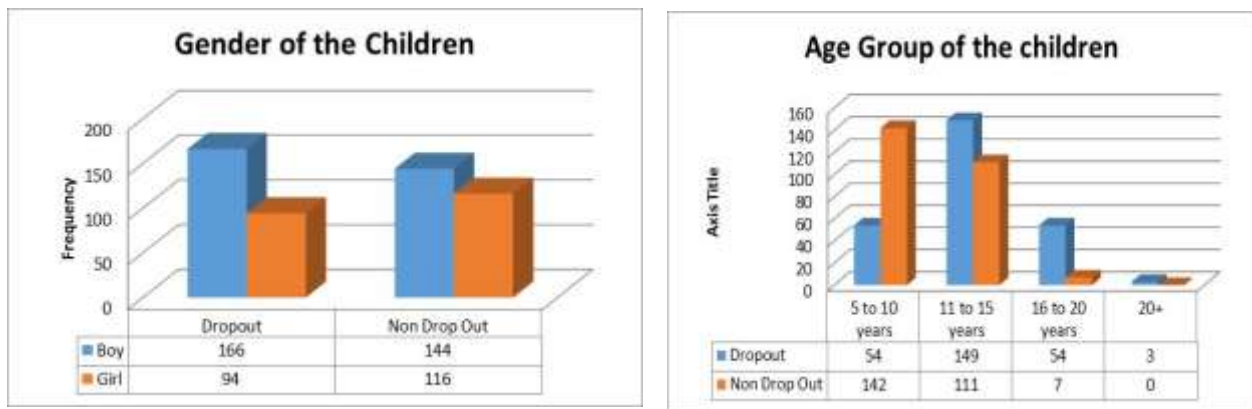 Gender of the Children
Frequency
200
150
100
50
0
Dropout Non Drop Out
Boy 166 144
Girl 94 116
Age Group of the children
Axis Title
160
140
120
100
80
60
40
20
0
5 to 10 11 to 15 16 to 20 20+
years years years
Dropout 54 149 54 3
Non Drop Out 142 111 7 0